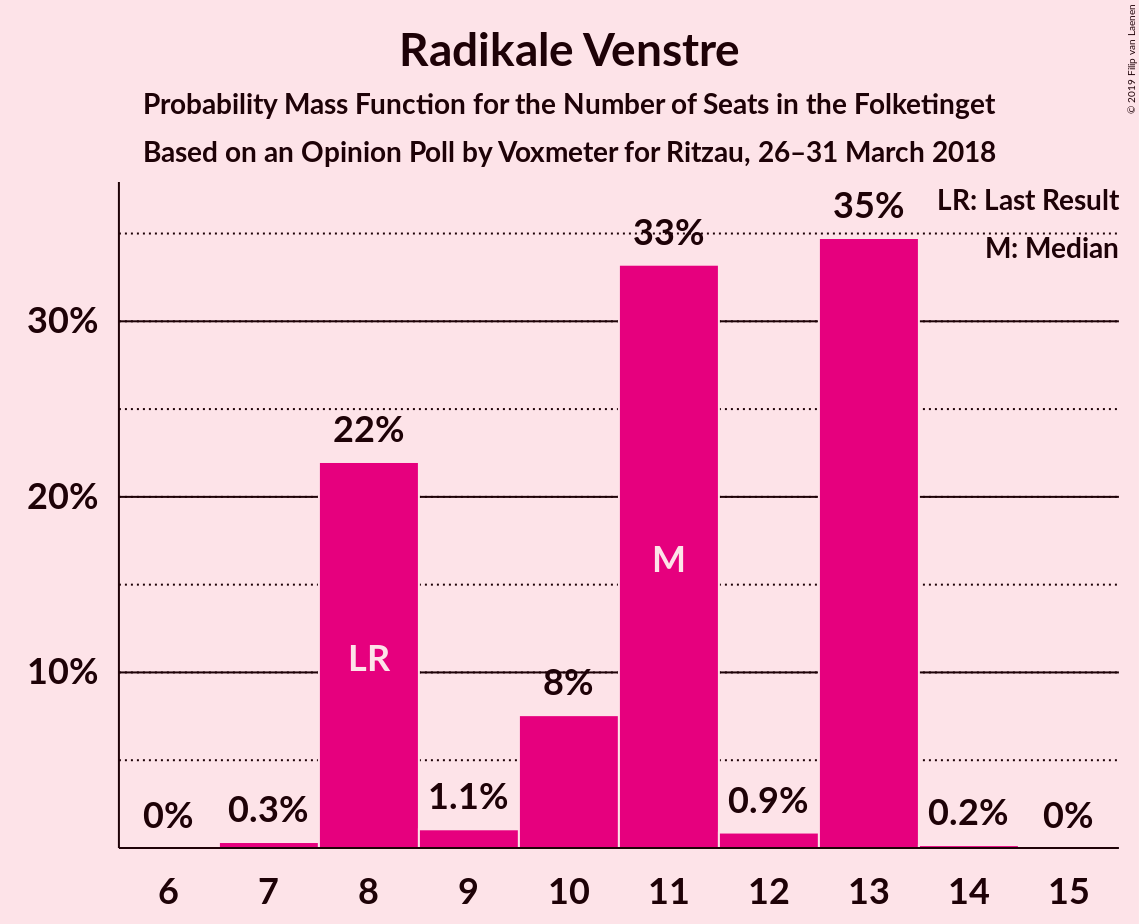 Radikale Venstre
Probability Mass Function for the Number of Seats in the Folketinget
Based on an Opinion Poll by Voxmeter for Ritzau, 26–31 March 2018
© 2019 Filip van Laenen
LR: Last Result
M: Median
35%
33%
30%
22%
20%
M
LR
10%
8%
0%
0.3%
1.1%
0.9%
0.2%
0%
6 7 8 9 10 11 12 13 14 15